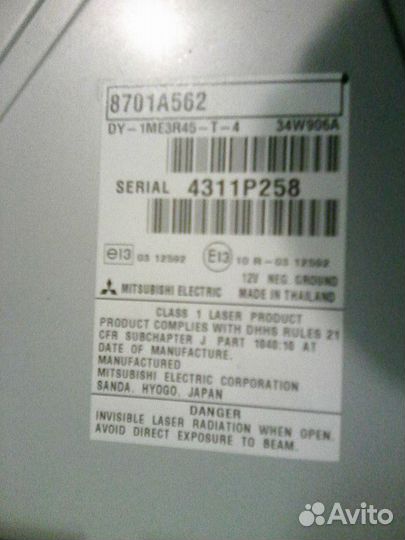 8701A562
DY-1ME3R45-T-4 34W906A
SERIAL 4311P258
e13 03 12592 E13 10 R-03 12592
12V NEG. GROUND
MITSUBISHI ELECTRIC MADE IN THAILAND
CLASS 1 LASER PRODUCT
PRODUCT COMPLIES WITH DHHS RULES 21
CFR SUBCHAPTER J PART 1040:10 AT
DATE OF MANUFACTURE.
MANUFACTURED
MITSUBISHI ELECTRIC CORPORATION
SANDA, HYOGO, JAPAN
DANGER
INVISIBLE LASER RADIATION WHEN OPEN.
AVOID DIRECT EXPOSURE TO BEAM.
Avito